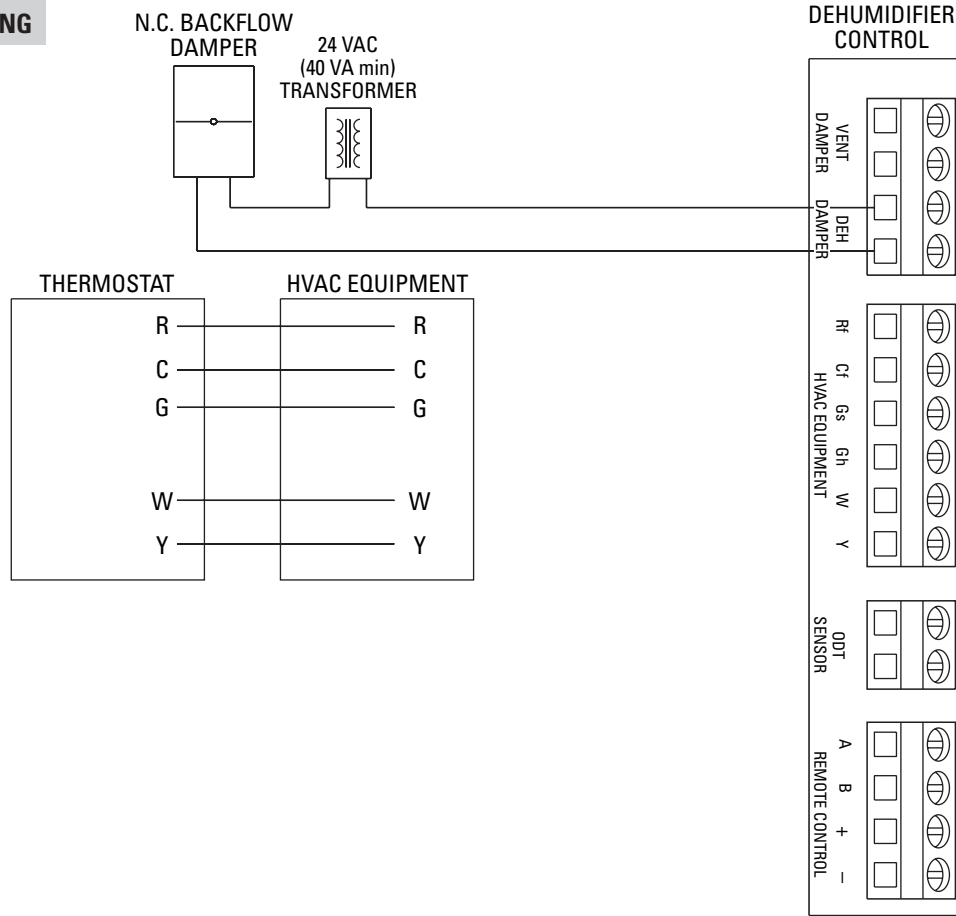 NG
N.C. BACKFLOW
DAMPER
24 VAC
(40 VA min)
TRANSFORMER
DEHUMIDIFIER
CONTROL
VENT
DAMPER
DEH
DAMPER
THERMOSTAT
R
C
G
W
Y
HVAC EQUIPMENT
R
C
G
W
Y
Rf
Cf
Gs
Gh
W
Y
HVAC EQUIPMENT
ODT
SENSOR
A
B
+
–
REMOTE CONTROL